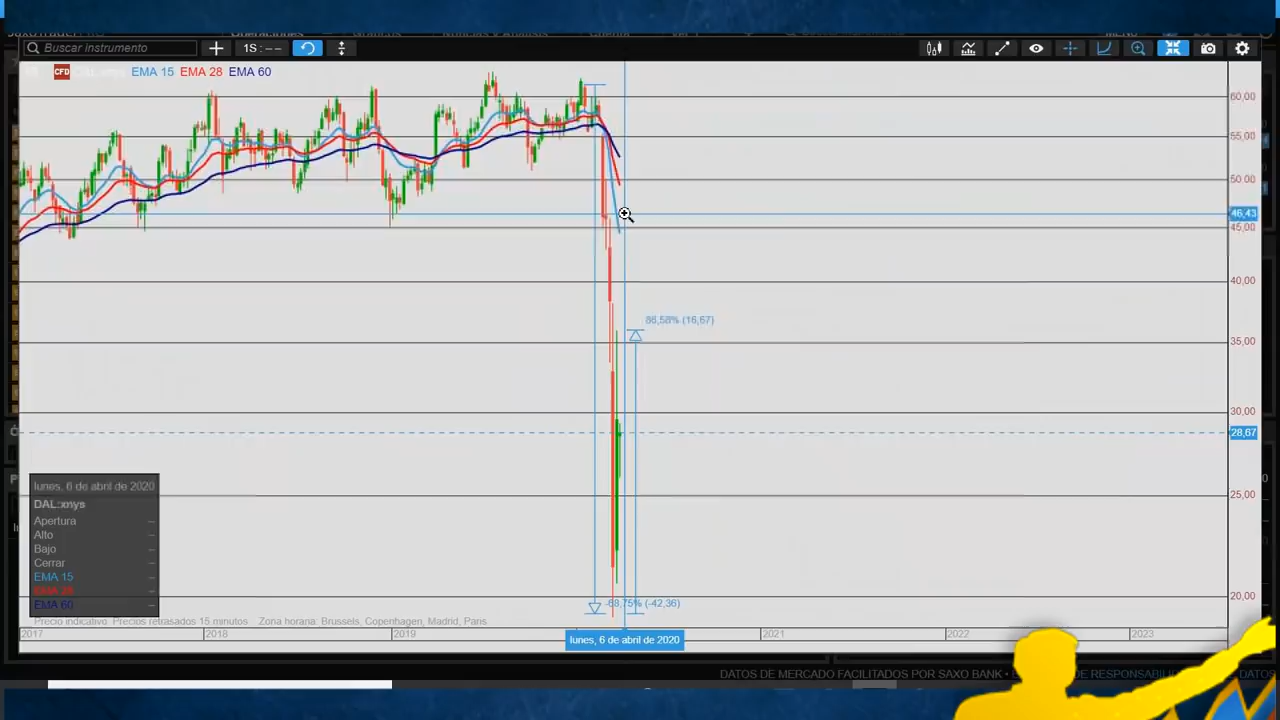 Buscar instrumento
1S : – –
CFD
EMA 15 EMA 28 EMA 60
60,00
55,00
50,00
46,43
45,00
40,00
86,58% (16,67)
35,00
30,00
28,67
25,00
20,00
-68,75% (-42,36)
lunes, 6 de abril de 2020
DAL:xnys
Apertura –
Alto –
Bajo –
Cerrar –
EMA 15 –
EMA 28 –
EMA 60 –
Precio indicativo Precios retrasados 15 minutos Zona horaria: Brussels, Copenhagen, Madrid, Paris
2017 2018 2019 2021 2022 2023
lunes, 6 de abril de 2020
DATOS DE MERCADO FACILITADOS POR SAXO BANK • DE RESPONSABILI DATOS